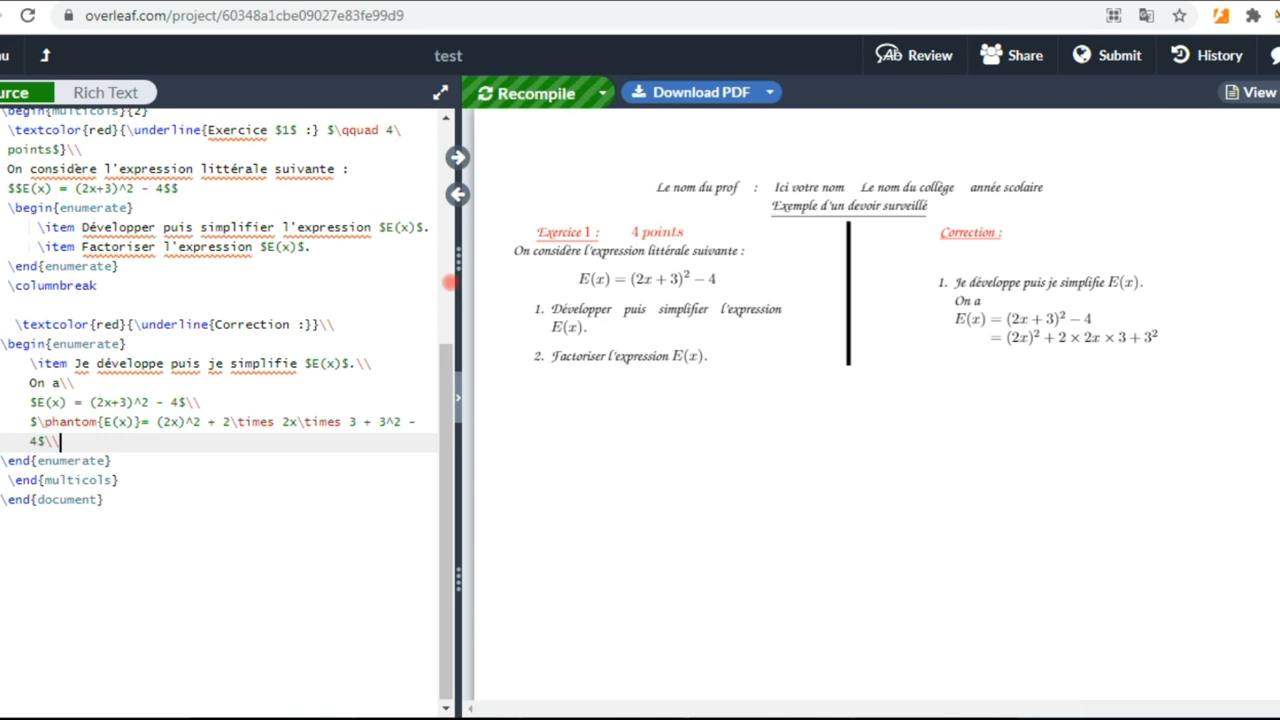 overleaf.com/project/60348a1cbe09027e83fe99d9
nu
test
Review
Share
Submit
History
urce
Rich Text
Recompile
Download PDF
View
\begin{multicols}{2}
\textcolor{red}{\underline{Exercice $1$ :} $\qquad 4\
points$}\\
On considère l'expression littérale suivante :
$$E(x) = (2x+3)^2 - 4$$
\begin{enumerate}
\item Développer puis simplifier l'expression $E(x)$.
\item Factoriser l'expression $E(x)$.
\end{enumerate}
\columnbreak
\textcolor{red}{\underline{Correction :}}\\
\begin{enumerate}
\item Je développe puis je simplifie $E(x)$.\\
On a\\
$E(x) = (2x+3)^2 - 4$\\
$\phantom{E(x)}= (2x)^2 + 2\times 2x\times 3 + 3^2 -
4$\\
\end{enumerate}
\end{multicols}
\end{document}
Le nom du prof : Ici votre nom Le nom du collège année scolaire
Exemple d'un devoir surveillé
Exercice 1 : 4 points
On considère l'expression littérale suivante :
E(x) = (2x + 3)² − 4
1. Développer puis simplifier l'expression
E(x).
2. Factoriser l'expression E(x).
Correction :
1. Je développe puis je simplifie E(x).
On a
E(x) = (2x + 3)² − 4
= (2x)² + 2 × 2x × 3 + 3²